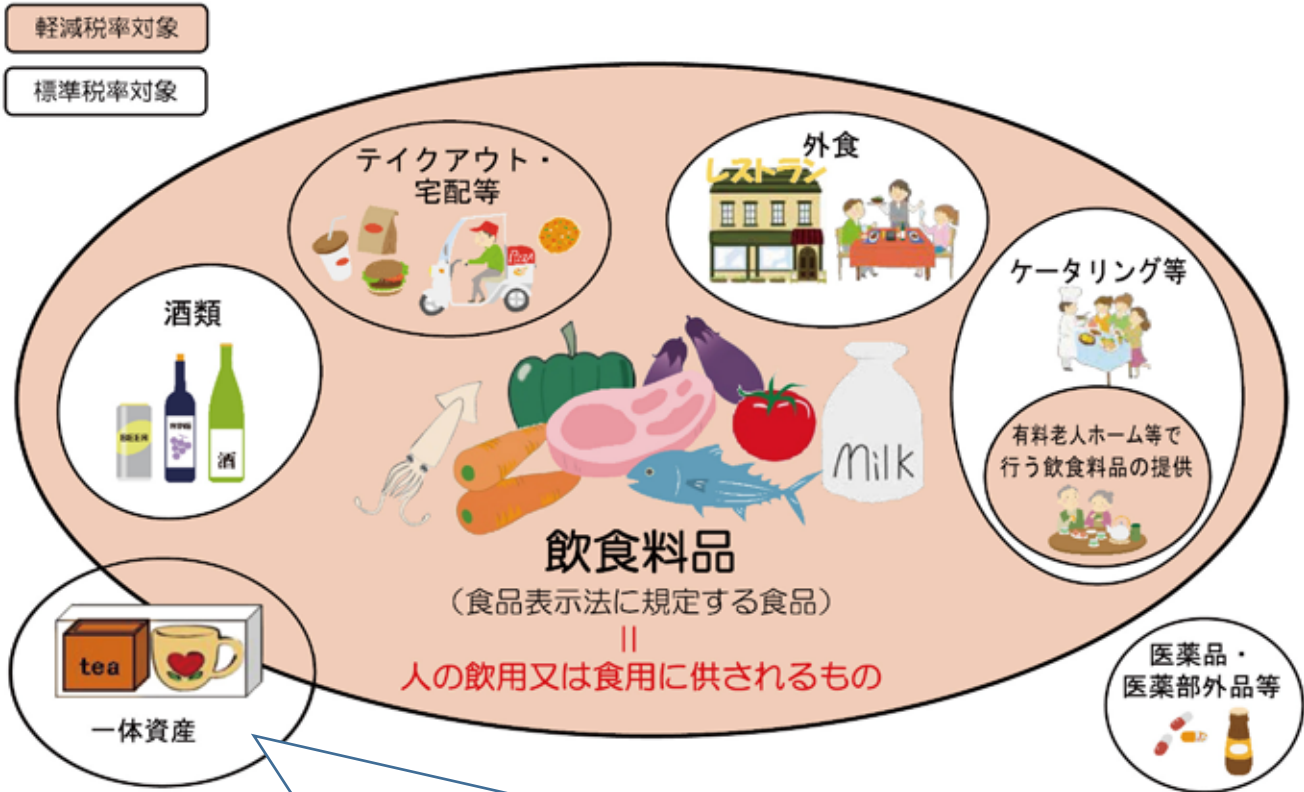 軽減税率対象
標準税率対象
テイクアウト・
宅配等
PIZZA
外食
レストラン
酒類
BEER
WINE
酒
ケータリング等
有料老人ホーム等で
行う飲食料品の提供
Milk
飲食料品
（食品表示法に規定する食品）
||
人の飲用又は食用に供されるもの
tea
一体資産
医薬品・
医薬部外品等